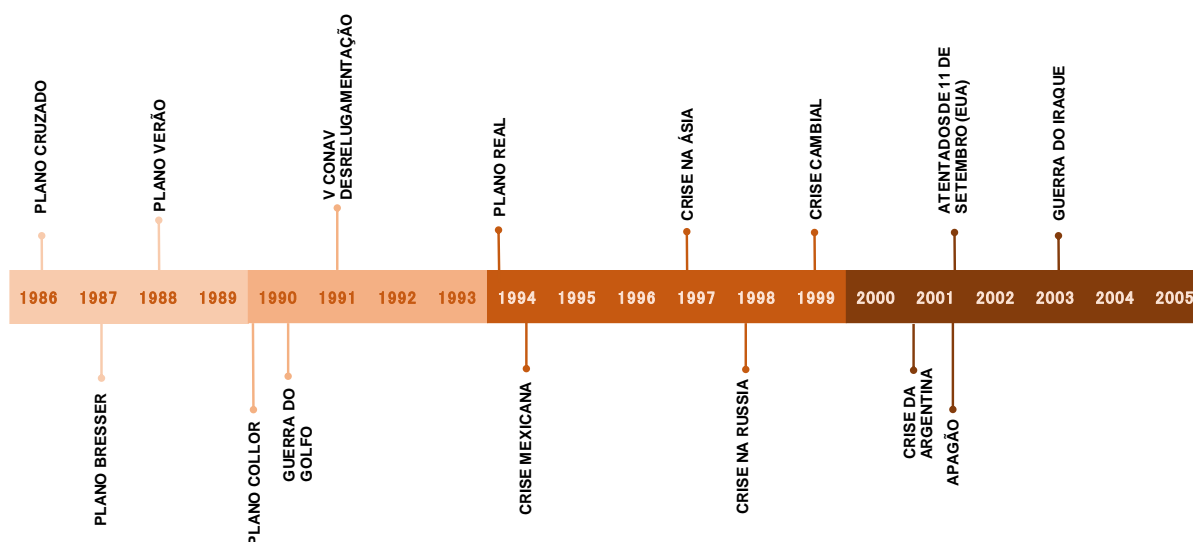 PLANO CRUZADO
PLANO VERÃO
V CONAV
DESRELUGAMENTAÇÃO
PLANO REAL
CRISE NA ÁSIA
CRISE CAMBIAL
ATENTADOS DE 11 DE
SETEMBRO (EUA)
GUERRA DO IRAQUE
1986 1987 1988 1989 1990 1991 1992 1993 1994 1995 1996 1997 1998 1999 2000 2001 2002 2003 2004 2005
PLANO BRESSER
PLANO COLLOR
GUERRA DO
GOLFO
CRISE MEXICANA
CRISE NA RUSSIA
CRISE DA
ARGENTINA
APAGÃO